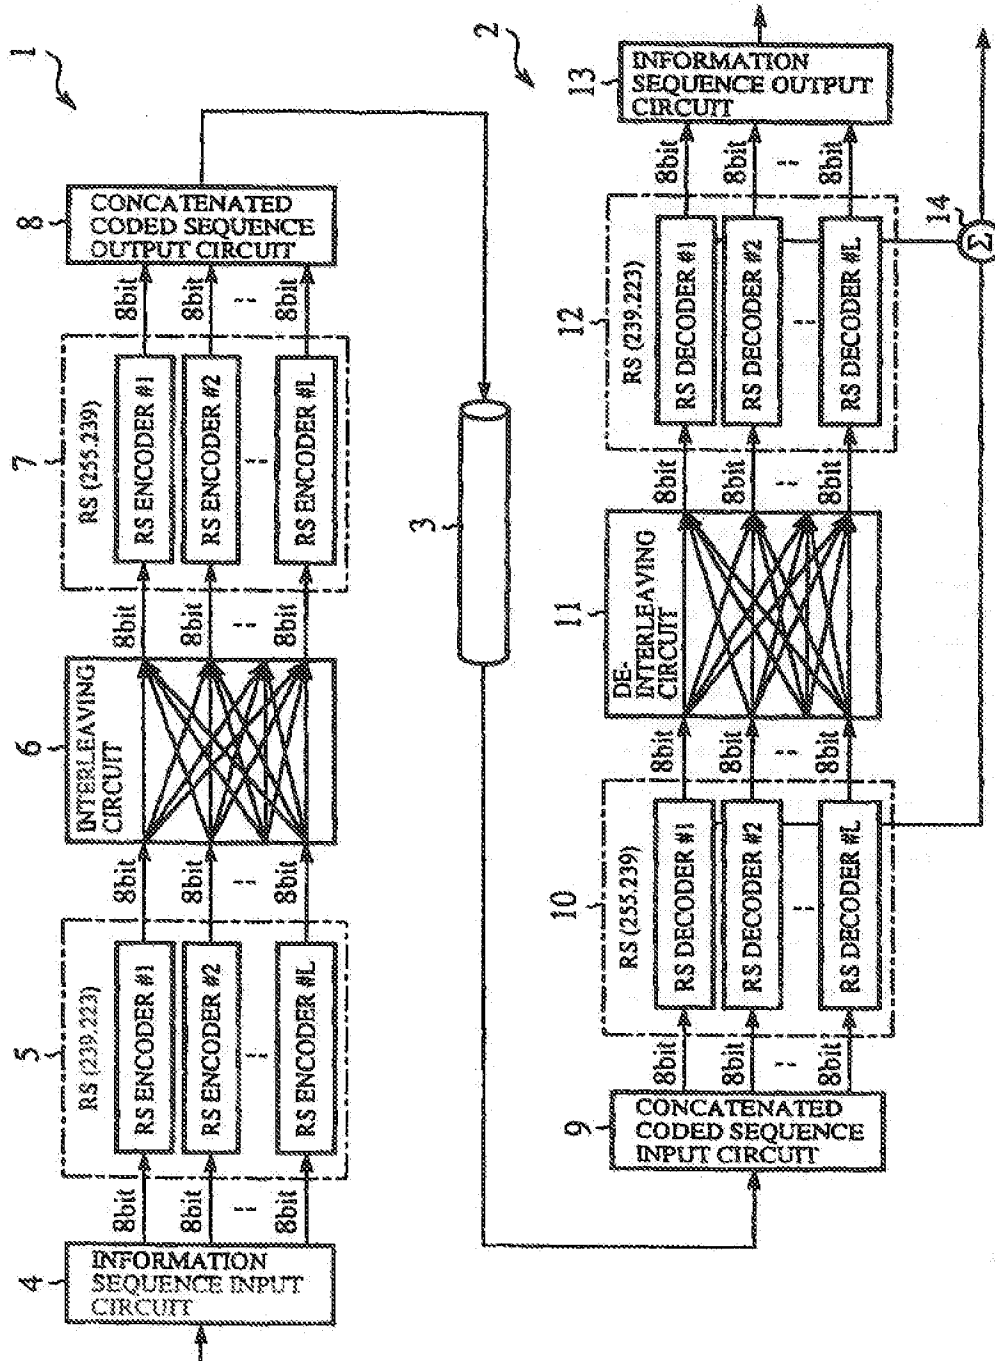 1
4
INFORMATION
SEQUENCE INPUT
CIRCUIT
8bit
8bit
8bit
5
RS (239.223)
RS ENCODER #1
RS ENCODER #2
RS ENCODER #L
8bit
8bit
8bit
6
INTERLEAVING
CIRCUIT
8bit
8bit
8bit
7
RS (255.239)
RS ENCODER #1
RS ENCODER #2
RS ENCODER #L
8bit
8bit
8bit
8
CONCATENATED
CODED SEQUENCE
OUTPUT CIRCUIT
3
2
9
CONCATENATED
CODED SEQUENCE
INPUT CIRCUIT
8bit
8bit
8bit
10
RS (255.239)
RS DECODER #1
RS DECODER #2
RS DECODER #L
8bit
8bit
8bit
11
DE-
INTERLEAVING
CIRCUIT
8bit
8bit
8bit
12
RS (239.223)
RS DECODER #1
RS DECODER #2
RS DECODER #L
8bit
8bit
8bit
13
INFORMATION
SEQUENCE OUTPUT
CIRCUIT
14
Σ